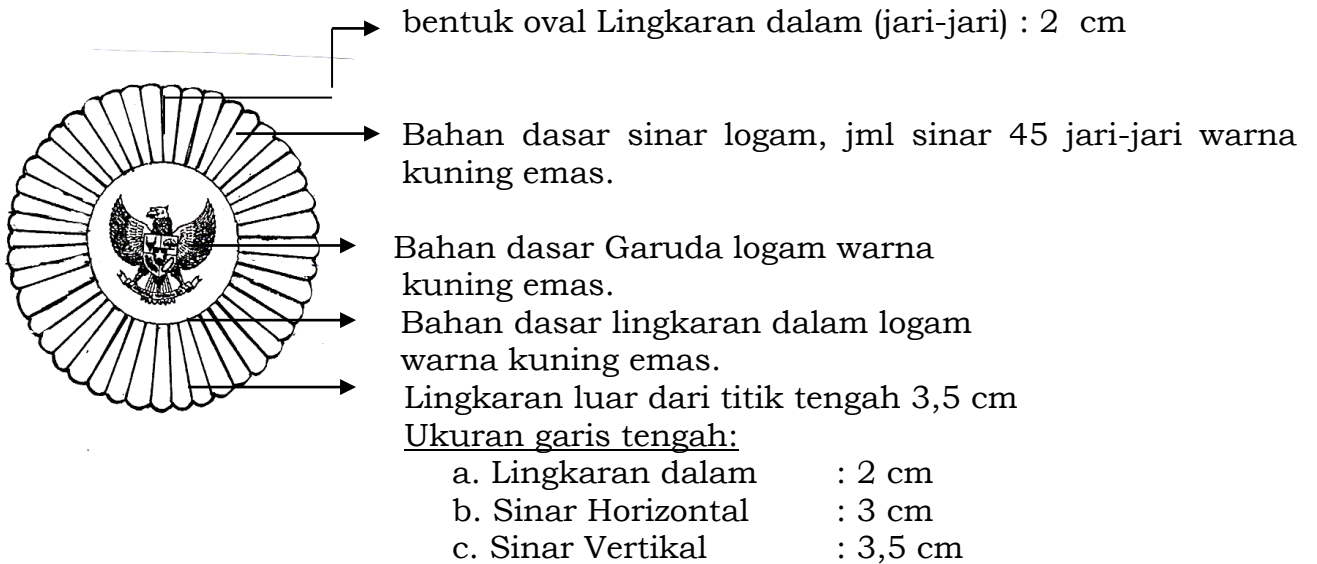 bentuk oval Lingkaran dalam (jari-jari) : 2 cm
Bahan dasar sinar logam, jml sinar 45 jari-jari warna
kuning emas.
Bahan dasar Garuda logam warna
kuning emas.
Bahan dasar lingkaran dalam logam
warna kuning emas.
Lingkaran luar dari titik tengah 3,5 cm
Ukuran garis tengah:
a. Lingkaran dalam : 2 cm
b. Sinar Horizontal : 3 cm
c. Sinar Vertikal : 3,5 cm